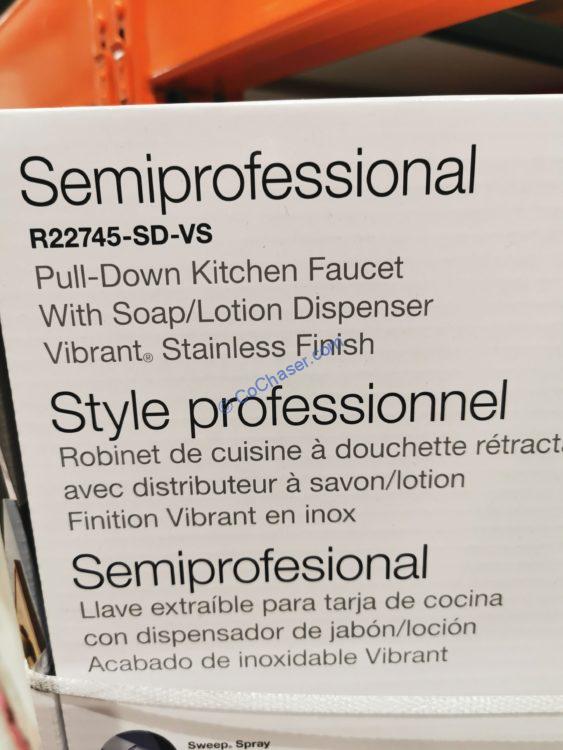 Semiprofessional
R22745-SD-VS
Pull-Down Kitchen Faucet
With Soap/Lotion Dispenser
Vibrant® Stainless Finish
© CoChaser.com
Style professionnel
Robinet de cuisine à douchette rétract
avec distributeur à savon/lotion
Finition Vibrant en inox
Semiprofesional
Llave extraíble para tarja de cocina
con dispensador de jabón/loción
Acabado de inoxidable Vibrant
Sweep® Spray